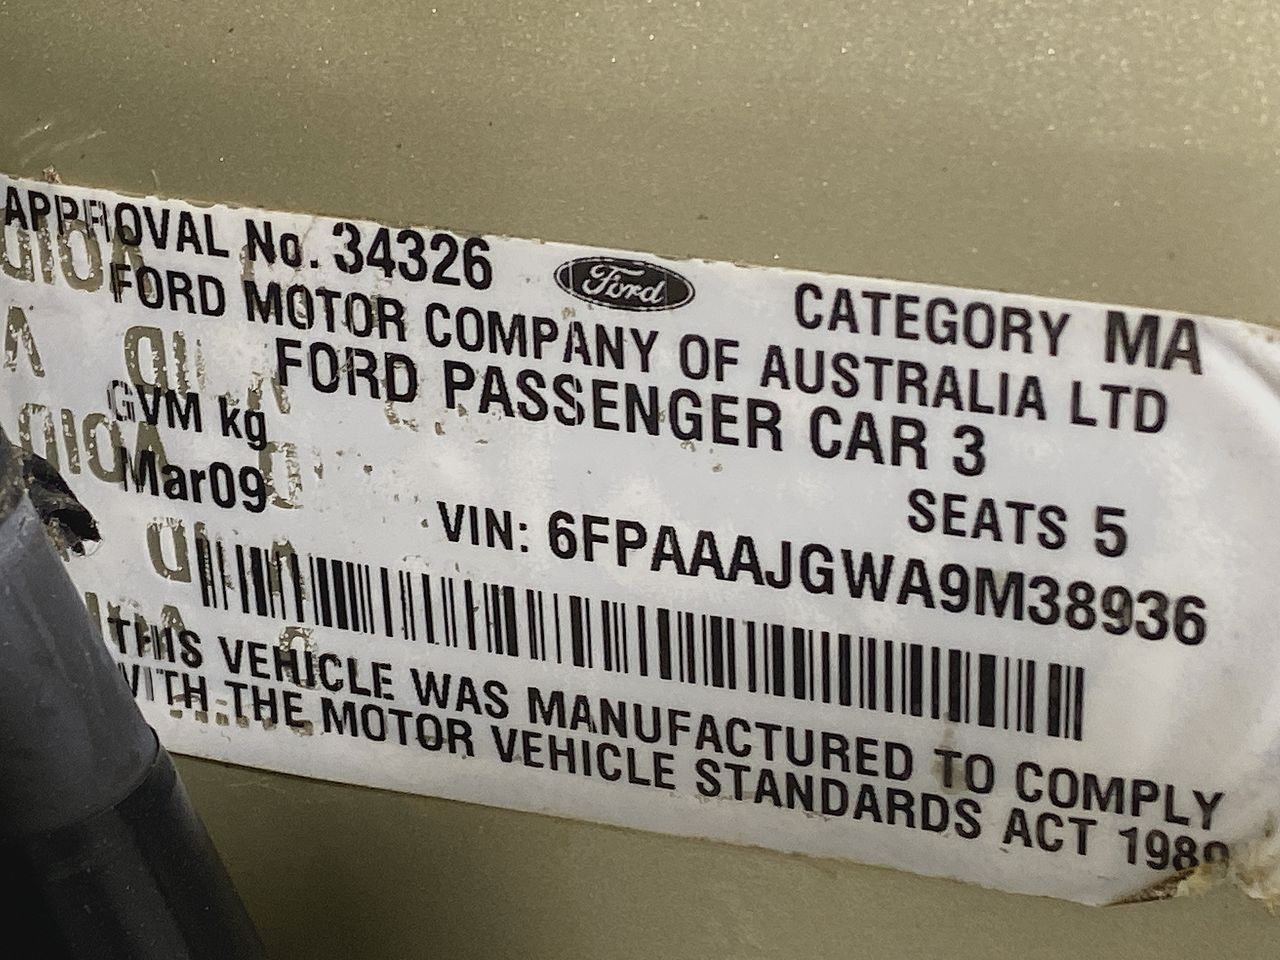 APPROVAL No. 34326 Ford CATEGORY MA
FORD MOTOR COMPANY OF AUSTRALIA LTD
FORD PASSENGER CAR 3
GVM kg
Mar09
SEATS 5
VIN: 6FPAAAJGWA9M38936
THIS VEHICLE WAS MANUFACTURED TO COMPLY
WITH THE MOTOR VEHICLE STANDARDS ACT 1989